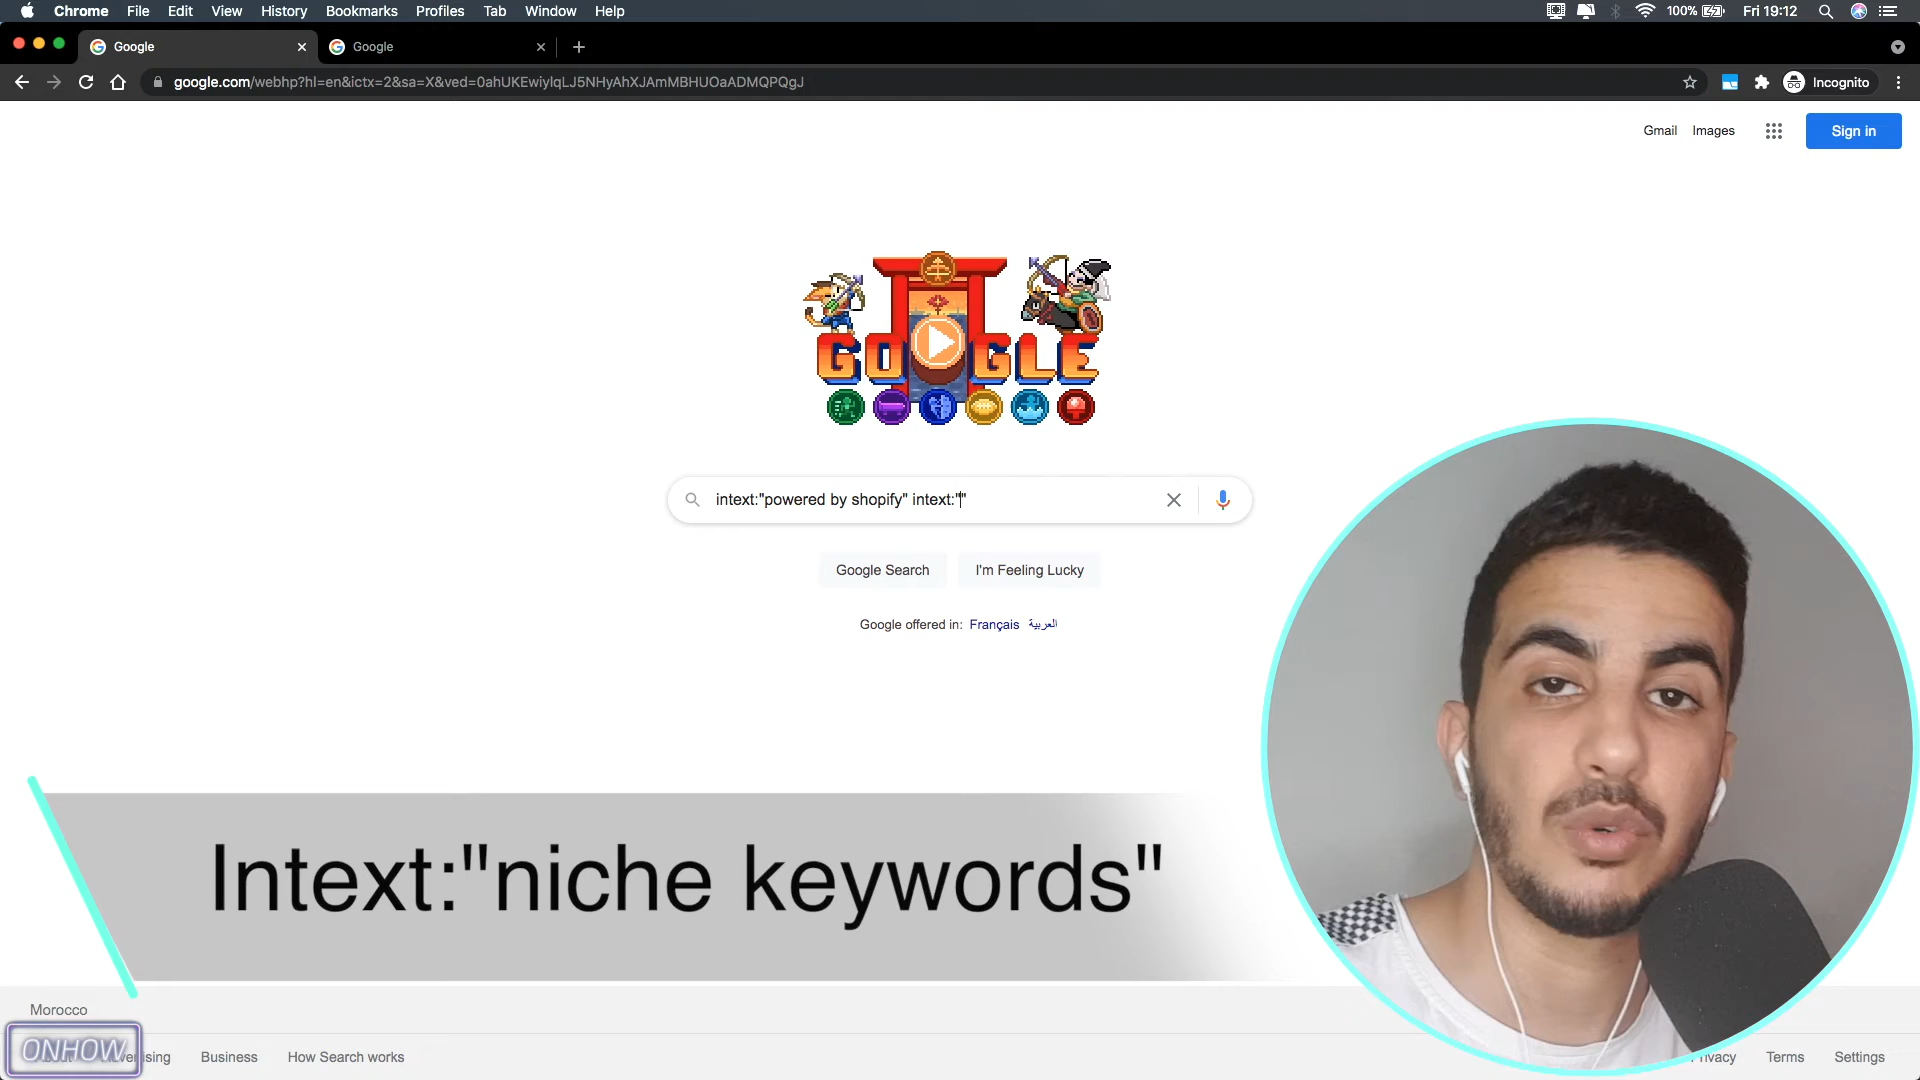 Chrome File Edit View History Bookmarks Profiles Tab Window Help 100% Fri 19:12
Google Google
google.com/webhp?hl=en&ictx=2&sa=X&ved=0ahUKEwiyIqLJ5NHyAhXJAmMBHUOaADMQPQgJ Incognito
Gmail Images Sign in
GOOGLE
intext:"powered by shopify" intext:""
Google Search I'm Feeling Lucky
Google offered in: Français العربية
Intext:"niche keywords"
Morocco
ONHOW
Business How Search works Terms Settings